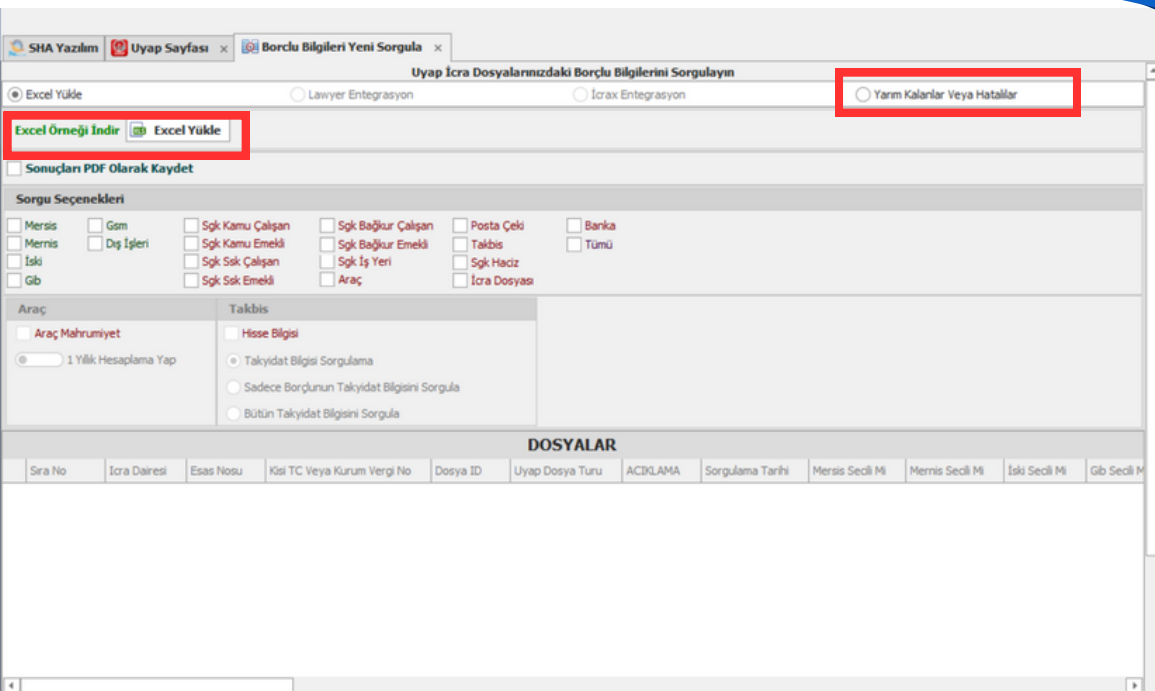 SHA Yazılım Uyap Sayfası × Borclu Bilgileri Yeni Sorgula ×
Uyap İcra Dosyalarınızdaki Borçlu Bilgilerini Sorgulayın
Excel Yükle Lawyer Entegrasyon İcrax Entegrasyon Yarım Kalanlar Veya Hatalılar
Excel Örneği İndir Excel Yükle
Sonuçları PDF Olarak Kaydet
Sorgu Seçenekleri
Mersis Gsm Sgk Kamu Çalışan Sgk Bağkur Çalışan Posta Çeki Banka
Mernis Dış İşleri Sgk Kamu Emekli Sgk Bağkur Emekli Takbis Tümü
İski Sgk Ssk Çalışan Sgk İş Yeri Sgk Haciz
Gib Sgk Ssk Emekli Araç İcra Dosyası
Araç Takbis
Araç Mahrumiyet Hisse Bilgisi
1 Yıllık Hesaplama Yap Takyidat Bilgisi Sorgulama
Sadece Borçlunun Takyidat Bilgisini Sorgula
Bütün Takyidat Bilgisini Sorgula
DOSYALAR
Sıra No Icra Dairesi Esas Nosu Kisi TC Veya Kurum Vergi No Dosya ID Uyap Dosya Turu ACIKLAMA Sorgulama Tarihi Mersis Secili Mi Mernis Secili Mi İski Secili Mi Gib Secili M